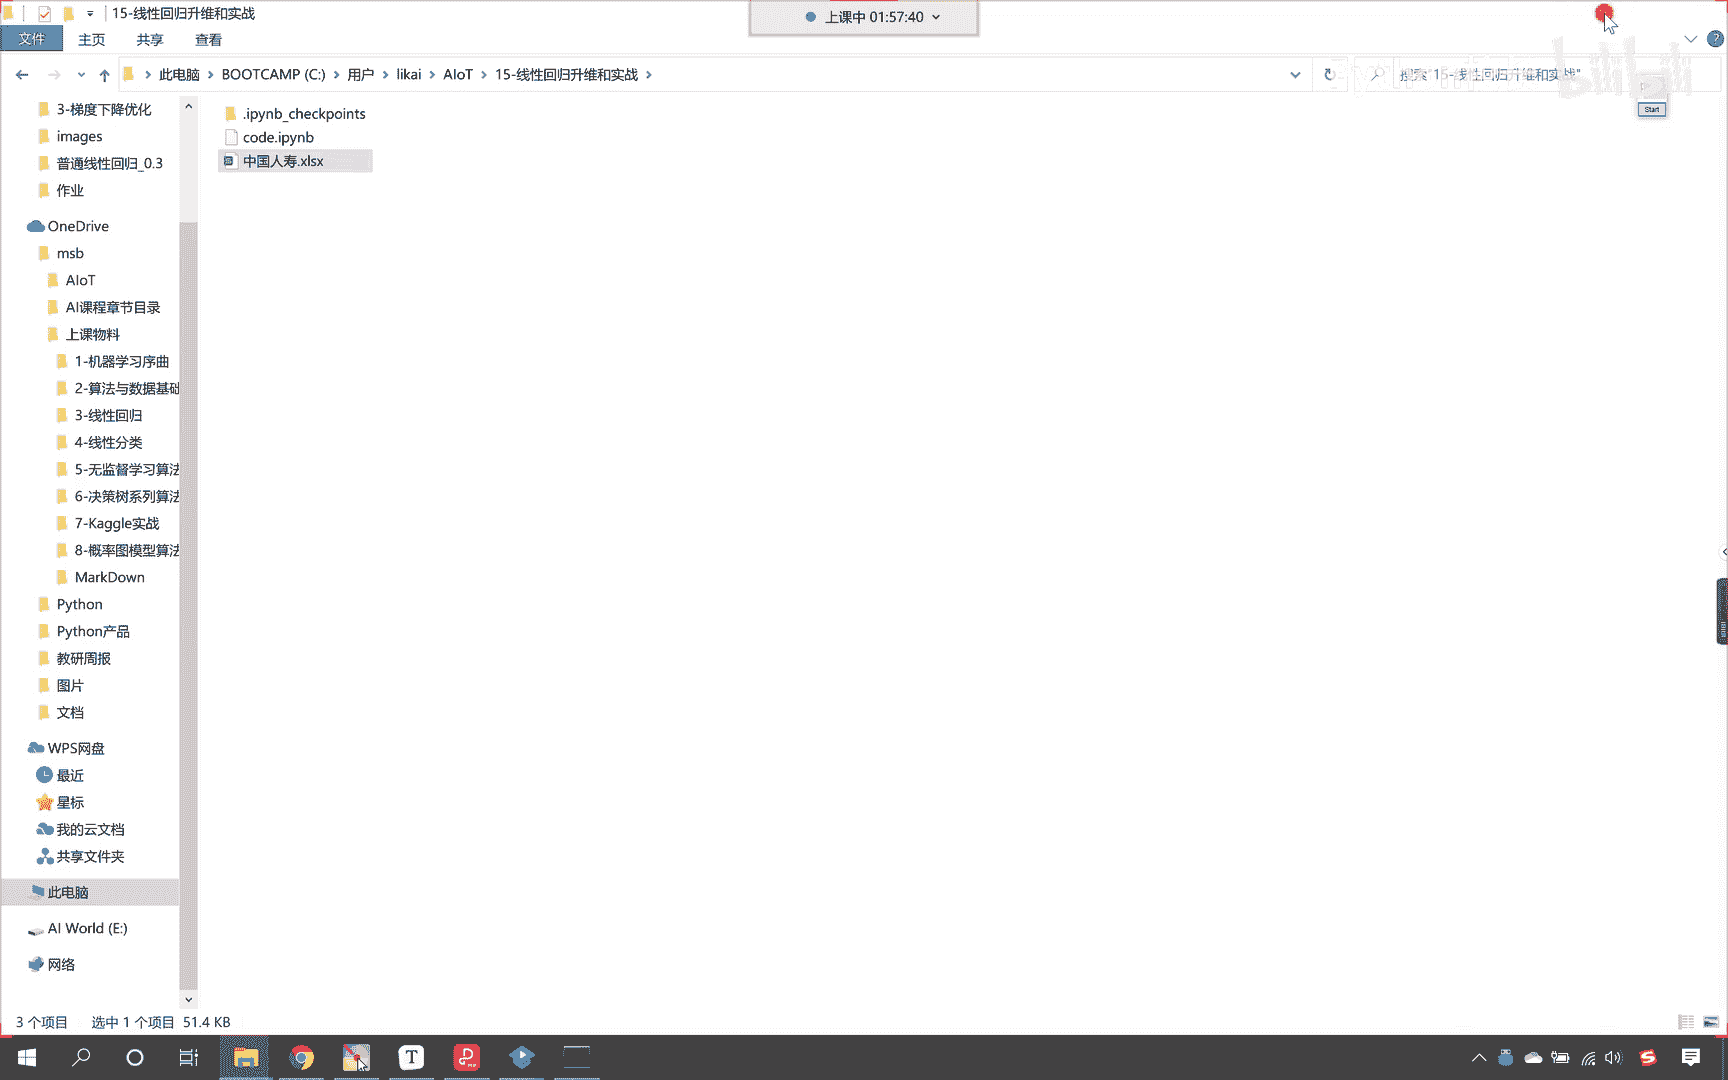 15-线性回归升维和实战
上课中 01:57:40
文件 主页 共享 查看
此电脑 BOOTCAMP (C:) 用户 likai AIoT 15-线性回归升维和实战
搜索"15-线性回归升维和实战"
Start
3-梯度下降优化
images
普通线性回归_0.3
作业
OneDrive
msb
AIoT
AI课程章节目录
上课物料
1-机器学习序曲
2-算法与数据基础
3-线性回归
4-线性分类
5-无监督学习算法
6-决策树系列算法
7-Kaggle实战
8-概率图模型算法
MarkDown
Python
Python产品
教研周报
图片
文档
WPS网盘
最近
星标
我的云文档
共享文件夹
此电脑
AI World (E:)
网络
.ipynb_checkpoints
code.ipynb
中国人寿.xlsx
3 个项目 选中 1 个项目 51.4 KB